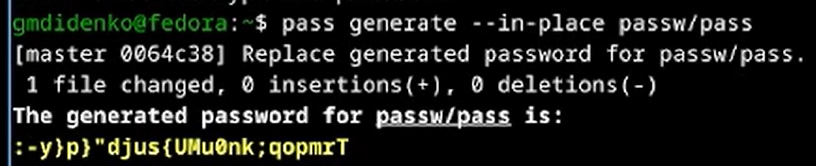 gmdidenko@fedora:~$ pass generate --in-place passw/pass
[master 0064c38] Replace generated password for passw/pass.
 1 file changed, 0 insertions(+), 0 deletions(-)
The generated password for passw/pass is:
:-y}p}"djus{UMu0nk;qopmrT